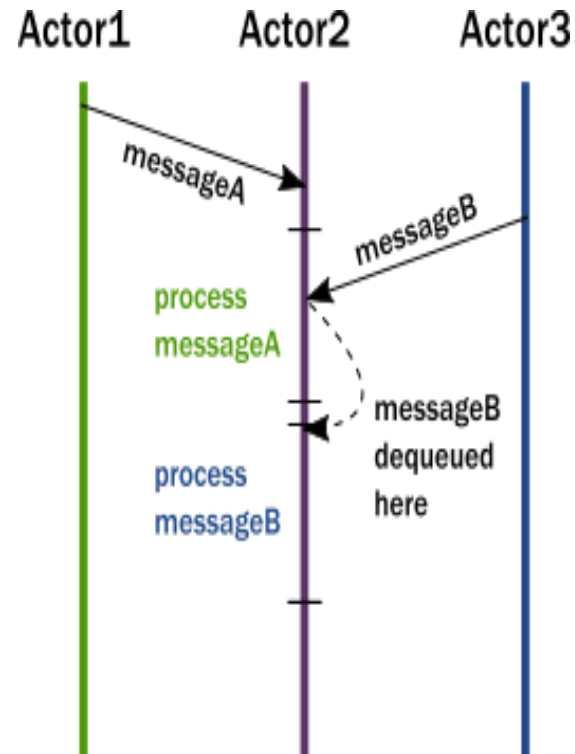 Actor1 Actor2 Actor3
messageA
messageB
process
messageA
messageB
dequeued
here
process
messageB